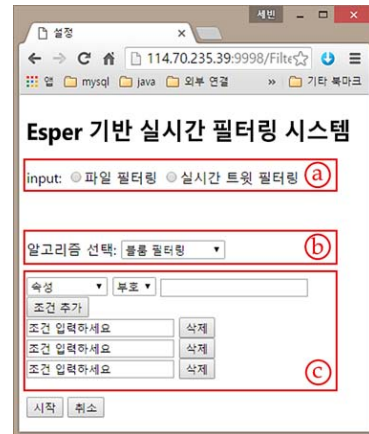 세빈
설정
114.70.235.39:9998/Filte
앱 mysql java 외부 연결 » 기타 북마크
Esper 기반 실시간 필터링 시스템
input: 파일 필터링 실시간 트윗 필터링 ⓐ
알고리즘 선택: 블룸 필터링 ⓑ
속성 부호
조건 추가
조건 입력하세요 삭제
조건 입력하세요 삭제
조건 입력하세요 삭제 ⓒ
시작 취소